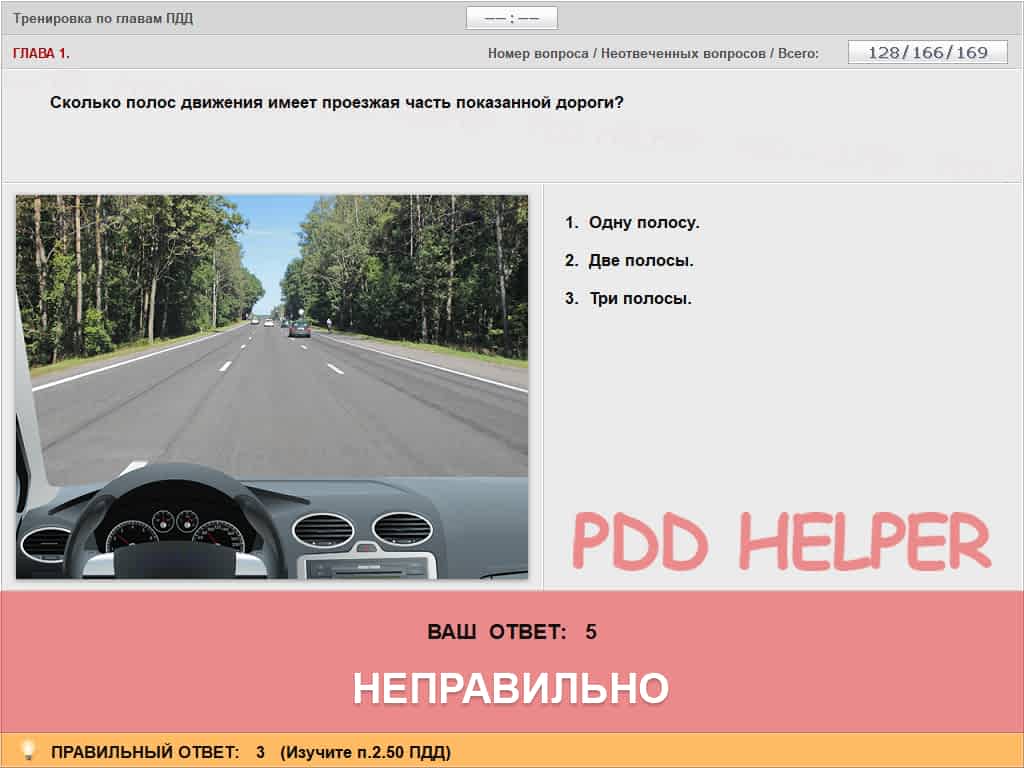 Тренировка по главам ПДД
—— : ——
ГЛАВА 1.
Номер вопроса / Неотвеченных вопросов / Всего:
128/166/169
Сколько полос движения имеет проезжая часть показанной дороги?
1. Одну полосу.
2. Две полосы.
3. Три полосы.
PDD HELPER
ВАШ ОТВЕТ: 5
НЕПРАВИЛЬНО
ПРАВИЛЬНЫЙ ОТВЕТ: 3 (Изучите п.2.50 ПДД)